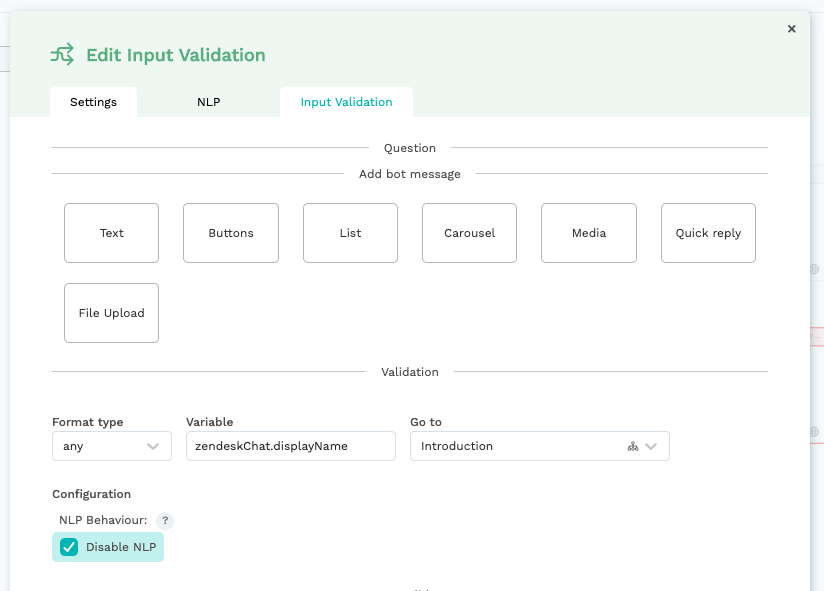 ×
Edit Input Validation
Settings NLP Input Validation
Question
Add bot message
Text Buttons List Carousel Media Quick reply
File Upload
Validation
Format type Variable Go to
any zendeskChat.displayName Introduction
Configuration
NLP Behaviour: ?
Disable NLP